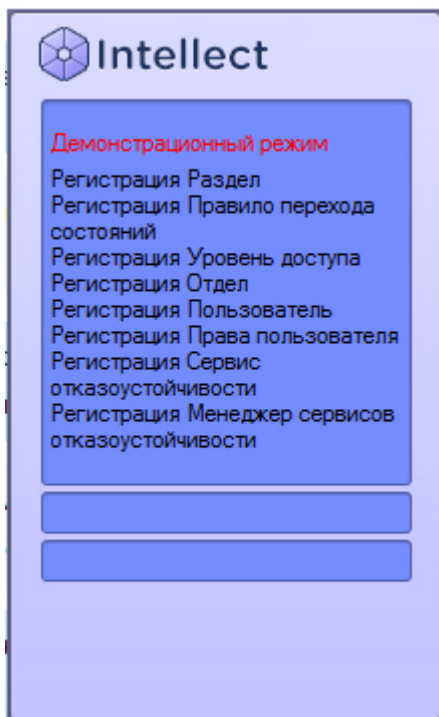 Intellect
Демонстрационный режим
Регистрация Раздел
Регистрация Правило перехода
состояний
Регистрация Уровень доступа
Регистрация Отдел
Регистрация Пользователь
Регистрация Права пользователя
Регистрация Сервис
отказоустойчивости
Регистрация Менеджер сервисов
отказоустойчивости